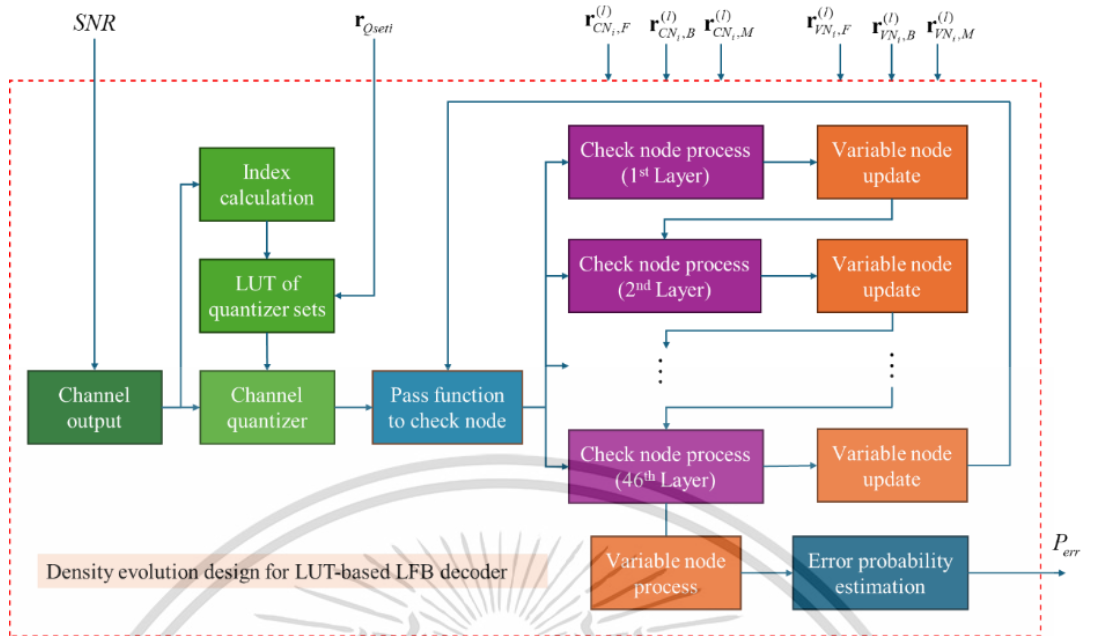 SNR
r_Qseti
r^(l)_CN_i,F
r^(l)_CN_i,B
r^(l)_CN_i,M
r^(l)_VN_i,F
r^(l)_VN_i,B
r^(l)_VN_i,M
Index
calculation
LUT of
quantizer sets
Channel
output
Channel
quantizer
Pass function
to check node
Check node process
(1st Layer)
Variable node
update
Check node process
(2nd Layer)
Variable node
update
⋮
⋮
Check node process
(46th Layer)
Variable node
update
Variable node
process
Error probability
estimation
P_err
Density evolution design for LUT-based LFB decoder